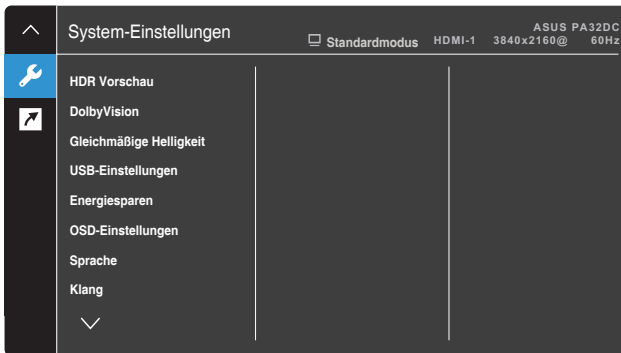 System-Einstellungen
Standardmodus HDMI-1 3840x2160@ 60Hz
ASUS PA32DC
HDR Vorschau
DolbyVision
Gleichmäßige Helligkeit
USB-Einstellungen
Energiesparen
OSD-Einstellungen
Sprache
Klang